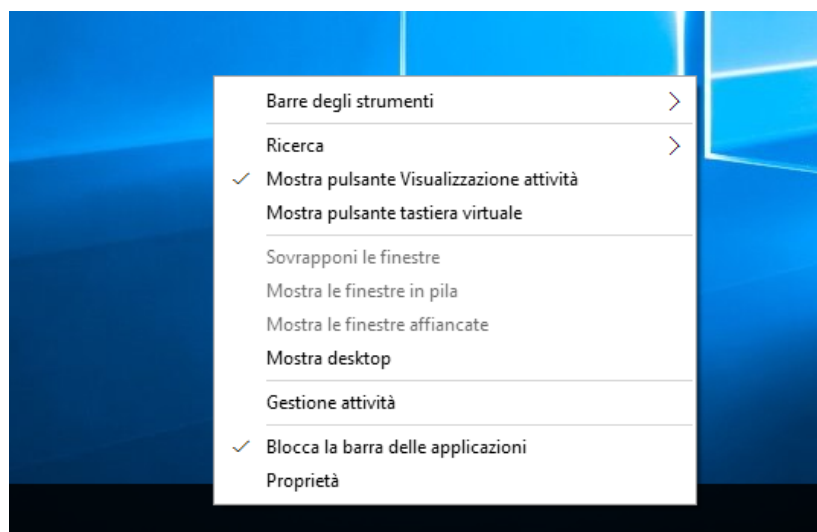 Barre degli strumenti
Ricerca
Mostra pulsante Visualizzazione attività
Mostra pulsante tastiera virtuale
Sovrapponi le finestre
Mostra le finestre in pila
Mostra le finestre affiancate
Mostra desktop
Gestione attività
Blocca la barra delle applicazioni
Proprietà